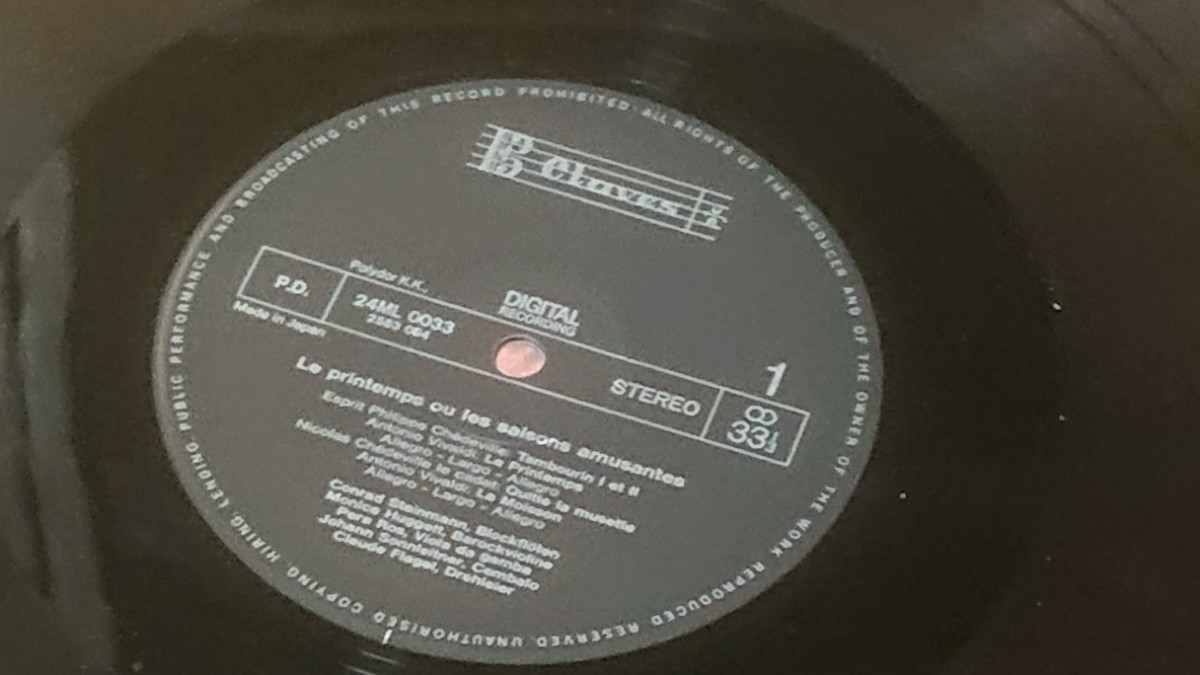 UNAUTHORISED COPYING, HIRING, LENDING, PUBLIC PERFORMANCE AND BROADCASTING OF THIS RECORD PROHIBITED · ALL RIGHTS OF THE PRODUCER AND OF THE OWNER OF THE WORK REPRODUCED RESERVED
Claves
Polydor K.K.
DIGITAL
RECORDING
P.D.
24ML 0033
Made in Japan
STEREO
1
33⅓
Le printemps ou les saisons amusantes
Esprit Philippe Chédeville: Tambourin I et II
Antonio Vivaldi: Le Printemps
Allegro - Largo - Allegro
Nicolas Chédeville le cadet: Quitte ta musette
Antonio Vivaldi: La Moisson
Allegro - Largo - Allegro
Conrad Steinmann, Blockflöten
Monica Huggett, Barockvioline
Pere Ros, Viola da gamba
Johann Sonnleitner, Cembalo
Claude Flagel, Drehleier